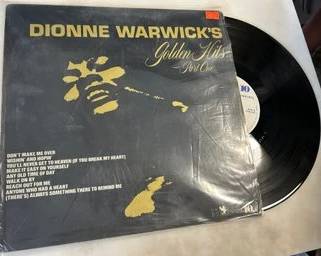 DIONNE WARWICK'S
Golden Hits
Part One
DON'T MAKE ME OVER
WISHIN' AND HOPIN'
YOU'LL NEVER GET TO HEAVEN (IF YOU BREAK MY HEART)
MAKE IT EASY ON YOURSELF
ANY OLD TIME OF DAY
WALK ON BY
REACH OUT FOR ME
ANYONE WHO HAD A HEART
(THERE'S) ALWAYS SOMETHING THERE TO REMIND ME